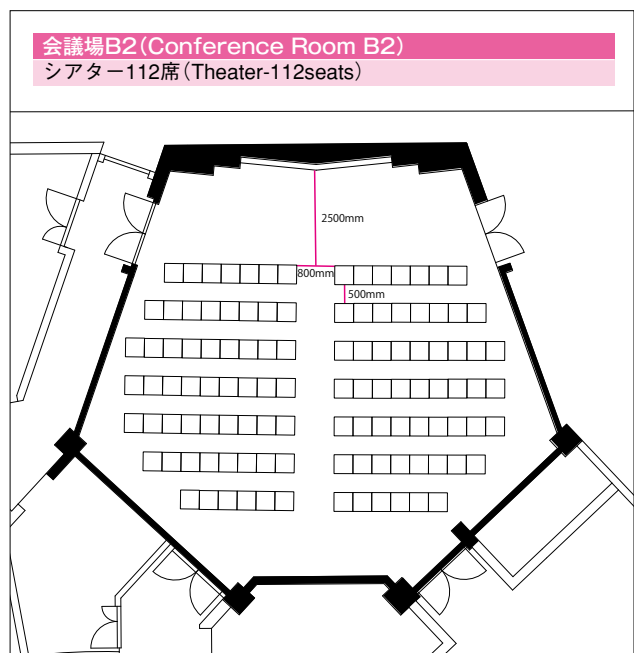 会議場B2(Conference Room B2)
シアター112席(Theater-112seats)
2500mm
800mm
500mm